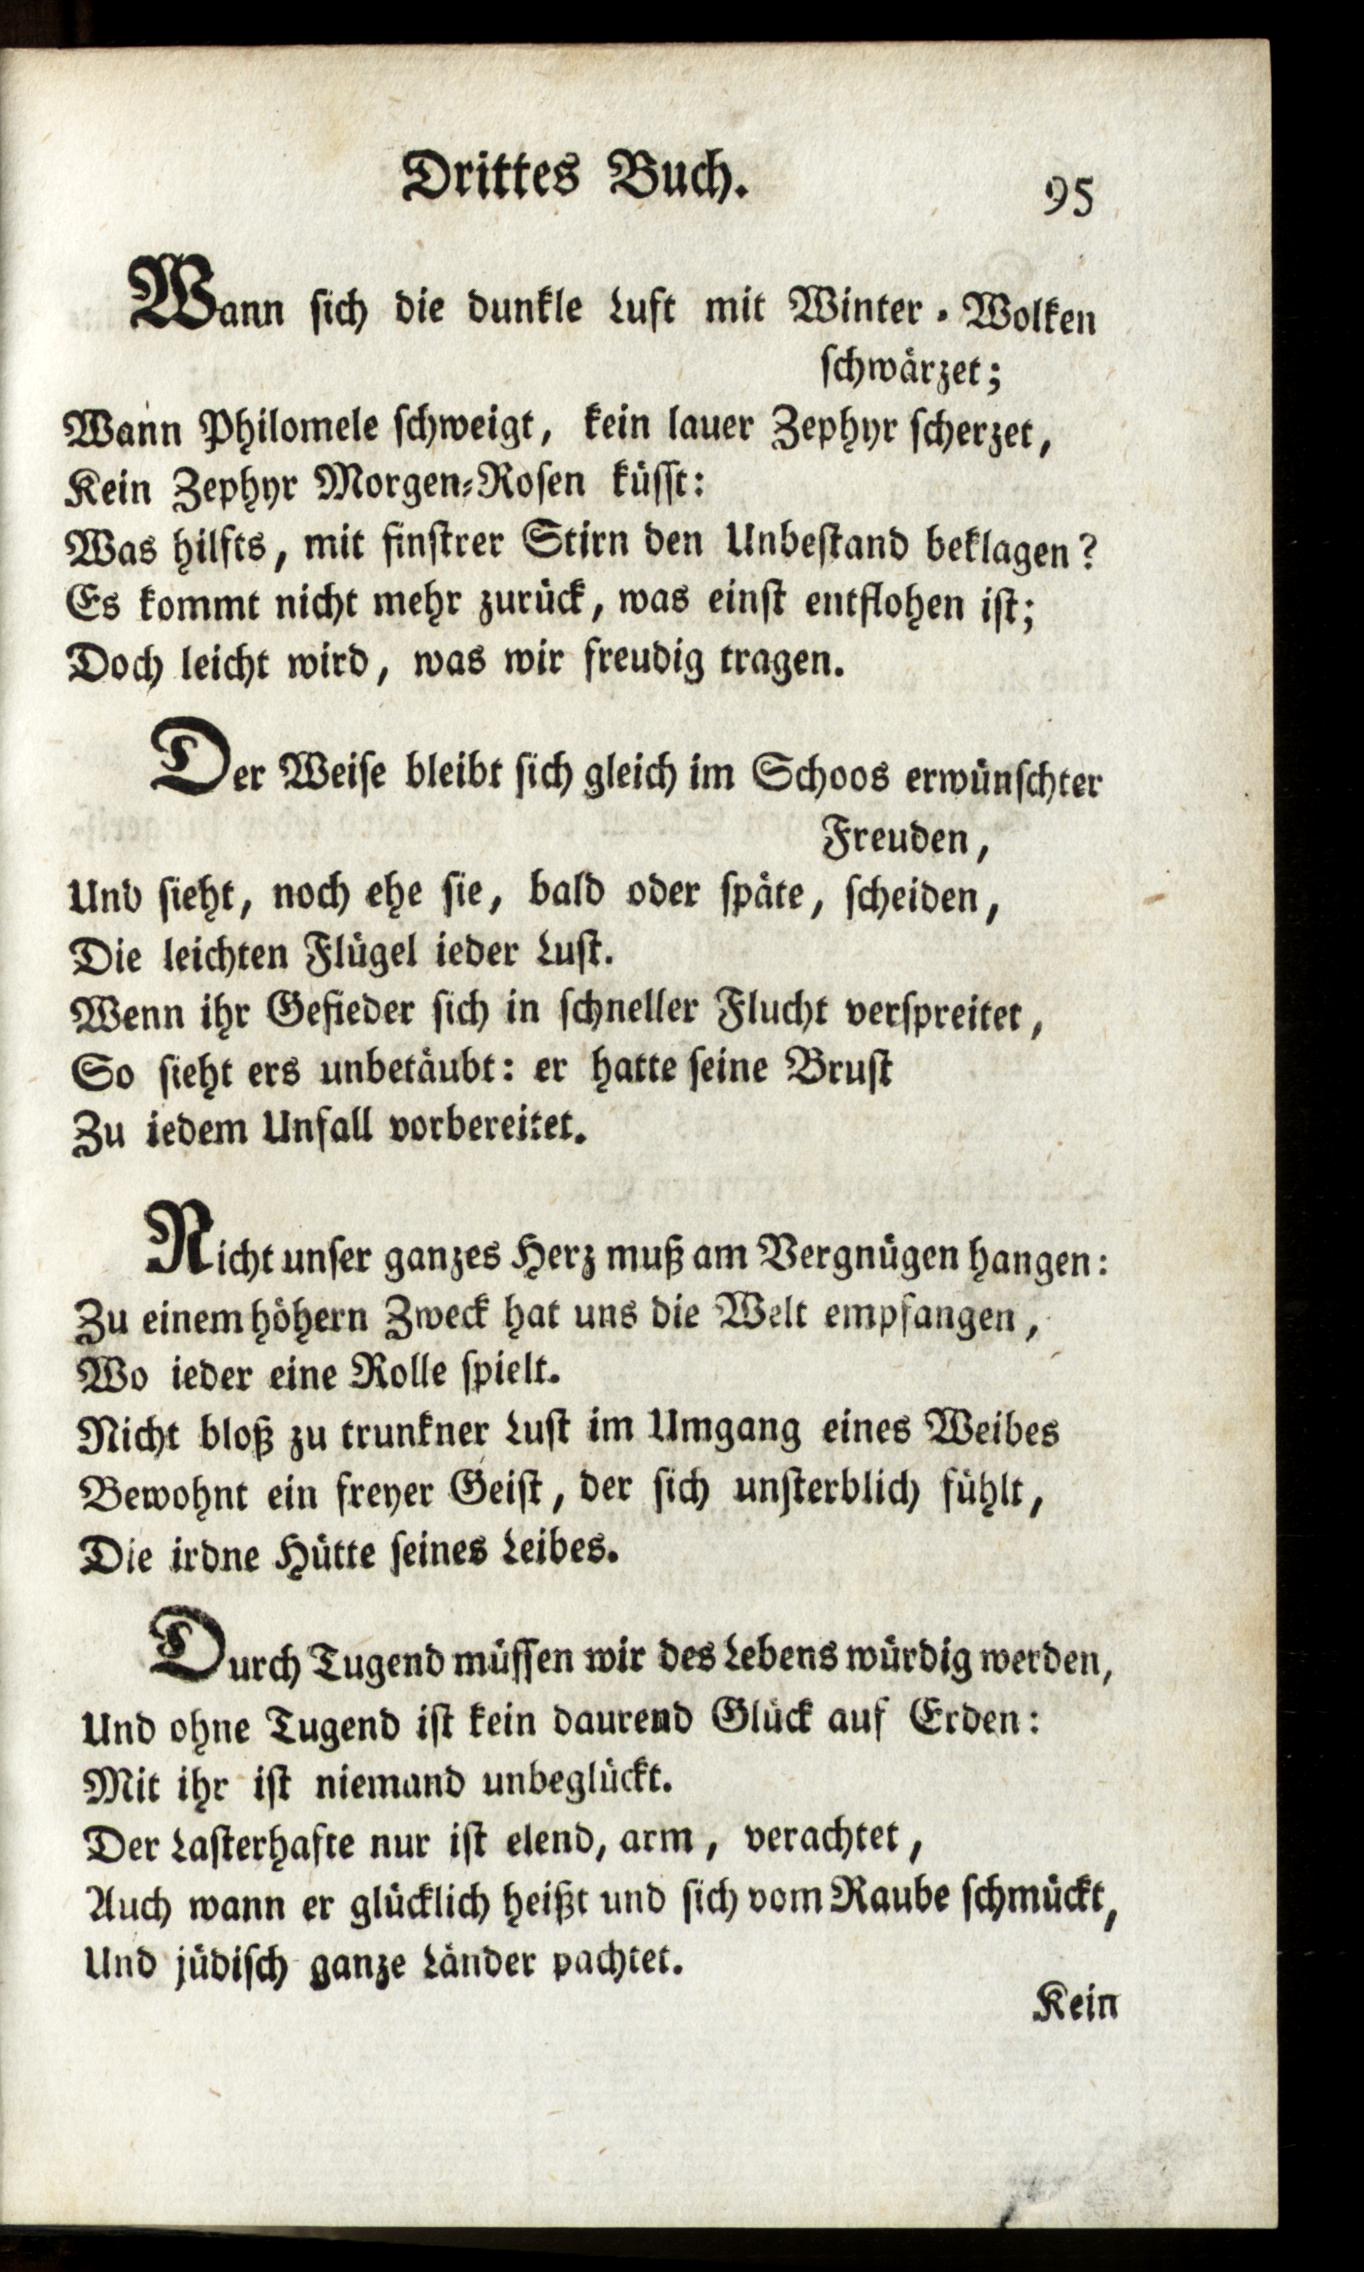 Drittes Buch.
95
Wann sich die dunkle Luft mit Winter-Wolken
schwärzet;
Wann Philomele schweigt, kein lauer Zephyr scherzet,
Kein Zephyr Morgen-Rosen küsst:
Was hilfts, mit finstrer Stirn den Unbestand beklagen?
Es kommt nicht mehr zurück, was einst entflohen ist;
Doch leicht wird, was wir freudig tragen.
Der Weise bleibt sich gleich im Schoos erwünschter
Freuden,
Und sieht, noch ehe sie, bald oder späte, scheiden,
Die leichten Flügel ieder Lust.
Wenn ihr Gefieder sich in schneller Flucht verspreitet,
So sieht ers unbetäubt: er hatte seine Brust
Zu iedem Unfall vorbereitet.
Nicht unser ganzes Herz muß am Vergnügen hangen:
Zu einem höhern Zweck hat uns die Welt empfangen,
Wo ieder eine Rolle spielt.
Nicht bloß zu trunkner Lust im Umgang eines Weibes
Bewohnt ein freyer Geist, der sich unsterblich fühlt,
Die irdne Hütte seines Leibes.
Durch Tugend müssen wir des Lebens würdig werden,
Und ohne Tugend ist kein daurend Glück auf Erden:
Mit ihr ist niemand unbeglückt.
Der Lasterhafte nur ist elend, arm, verachtet,
Auch wann er glücklich heißt und sich vom Raube schmückt,
Und jüdisch ganze Länder pachtet.
Kein